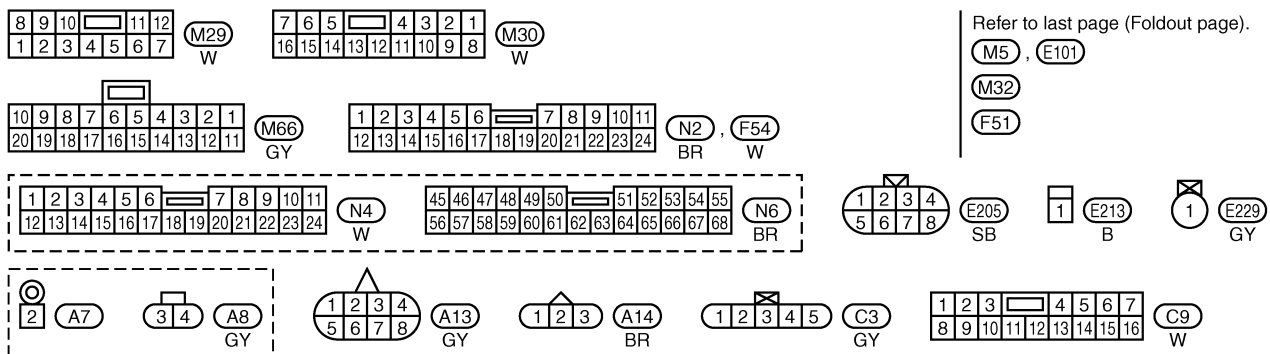 8 9 10 11 12
1 2 3 4 5 6 7
M29
W
7 6 5 4 3 2 1
16 15 14 13 12 11 10 9 8
M30
W
Refer to last page (Foldout page).
M5 , E101
M32
F51
10 9 8 7 6 5 4 3 2 1
20 19 18 17 16 15 14 13 12 11
M66
GY
1 2 3 4 5 6 7 8 9 10 11
12 13 14 15 16 17 18 19 20 21 22 23 24
N2 , F54
BR W
1 2 3 4 5 6 7 8 9 10 11
12 13 14 15 16 17 18 19 20 21 22 23 24
N4
W
45 46 47 48 49 50 51 52 53 54 55
56 57 58 59 60 61 62 63 64 65 66 67 68
N6
BR
1 2 3 4
5 6 7 8
E205
SB
1
E213
B
1
E229
GY
2
A7
3 4
A8
GY
1 2 3 4
5 6 7 8
A13
GY
1 2 3
A14
BR
1 2 3 4 5
C3
GY
1 2 3 4 5 6 7
8 9 10 11 12 13 14 15 16
C9
W